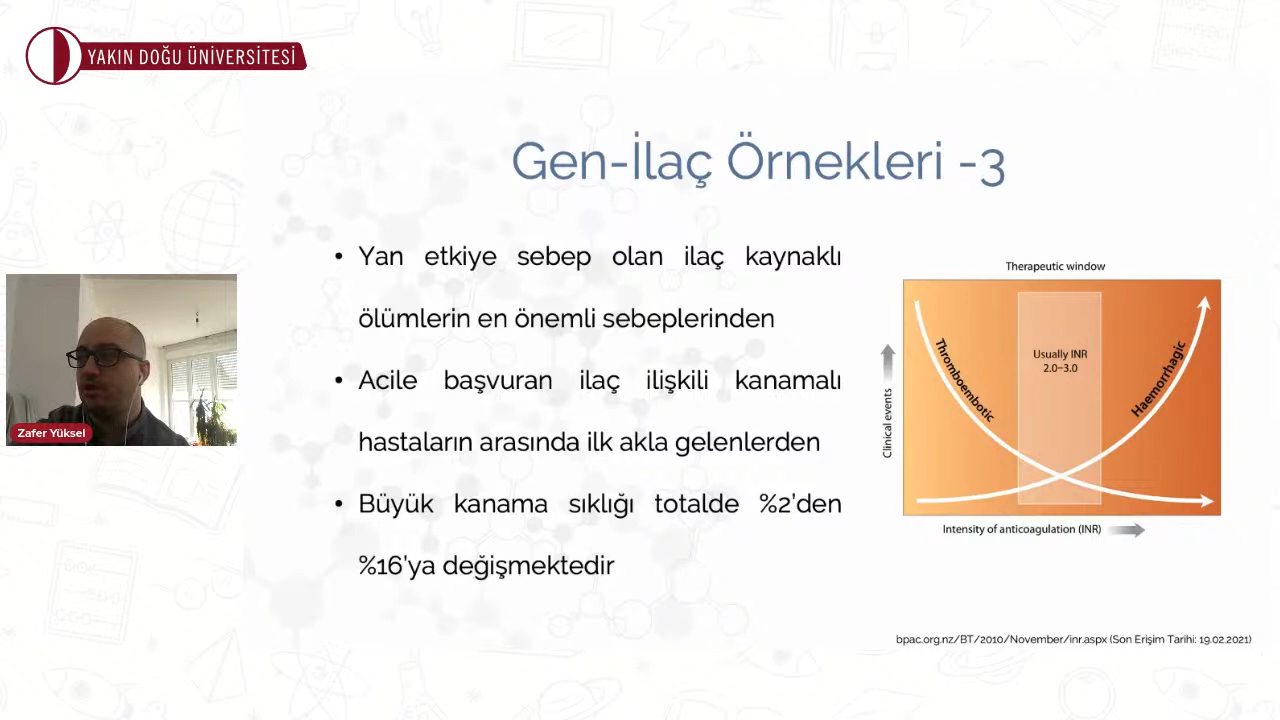 YAKIN DOĞU ÜNİVERSİTESİ
Gen-İlaç Örnekleri -3
• Yan etkiye sebep olan ilaç kaynaklı
ölümlerin en önemli sebeplerinden
• Acile başvuran ilaç ilişkili kanamalı
hastaların arasında ilk akla gelenlerden
• Büyük kanama sıklığı totalde %2'den
%16'ya değişmektedir
Zafer Yüksel
Therapeutic window
Usually INR
2.0–3.0
Thromboembotic
Haemorrhagic
Clinical events
Intensity of anticoagulation (INR)
bpac.org.nz/BT/2010/November/inr.aspx (Son Erişim Tarihi: 19.02.2021)